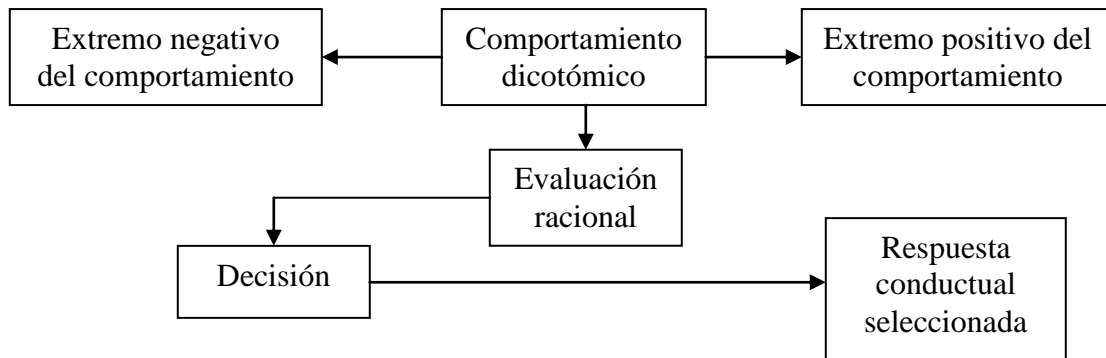 Extremo negativo
del comportamiento
Comportamiento
dicotómico
Extremo positivo del
comportamiento
Evaluación
racional
Decisión
Respuesta
conductual
seleccionada